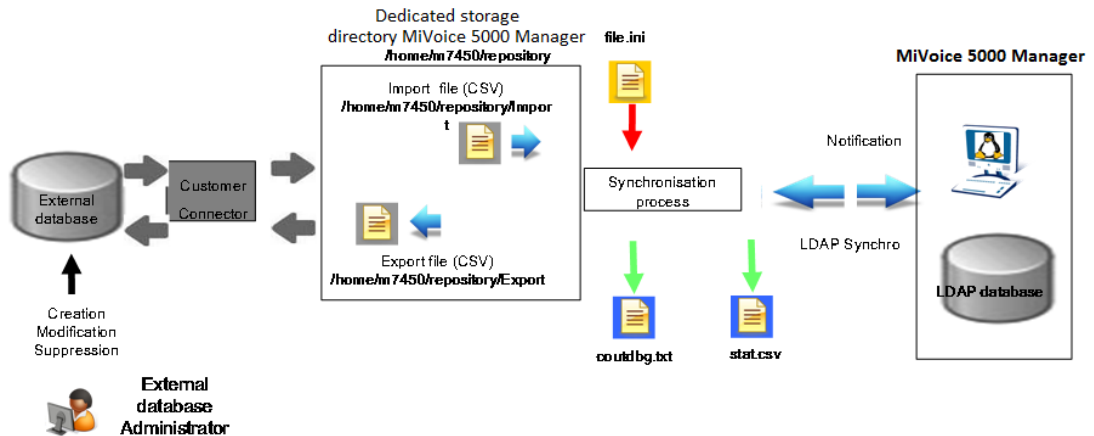 Dedicated storage
directory MiVoice 5000 Manager
/home/m7450/repository
file.ini
MiVoice 5000 Manager
Import file (CSV)
/home/m7450/repository/Impor
t
Notification
External
database
Customer
Connector
Synchronisation
process
LDAP Synchro
Export file (CSV)
/home/m7450/repository/Export
LDAP database
Creation
Modification
Suppression
coutdbg.txt
stat.csv
External
database
Administrator